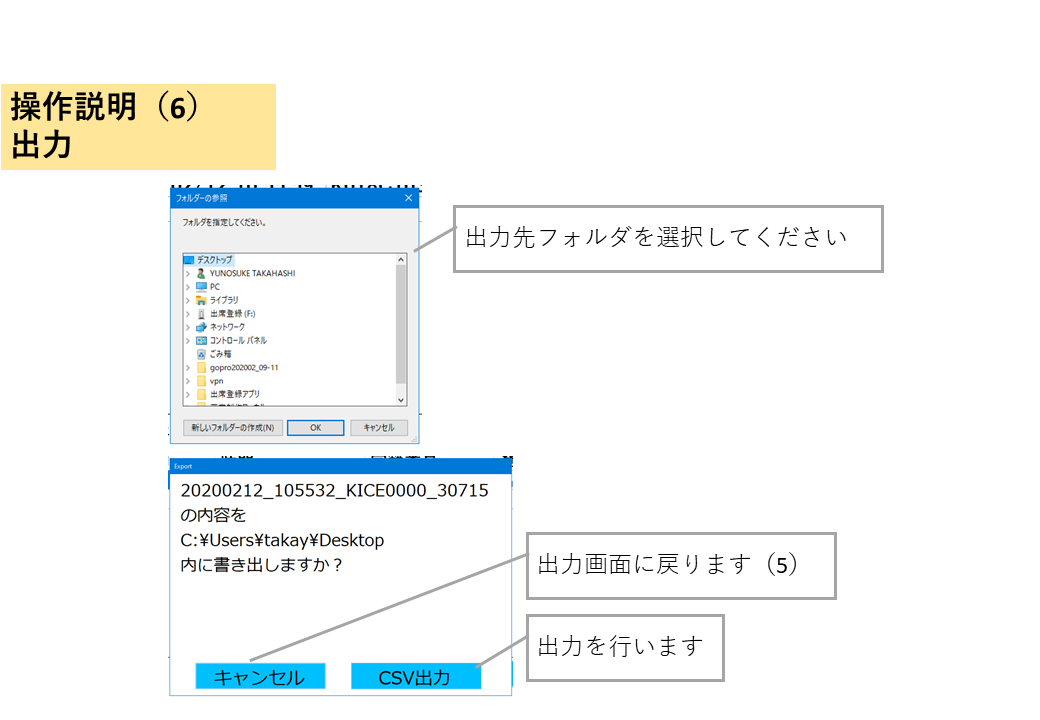 操作説明（6）
出力
フォルダーの参照
フォルダを指定してください。
出力先フォルダを選択してください
デスクトップ
YUNOSUKE TAKAHASHI
PC
ライブラリ
出席登録 (F:)
ネットワーク
コントロール パネル
ごみ箱
gopro202002_09-11
vpn
出席登録アプリ
新しいフォルダーの作成(N)
OK
キャンセル
Export
20200212_105532_KICE0000_30715
の内容を
C:¥Users¥takay¥Desktop
内に書き出しますか？
出力画面に戻ります（5）
出力を行います
キャンセル
CSV出力